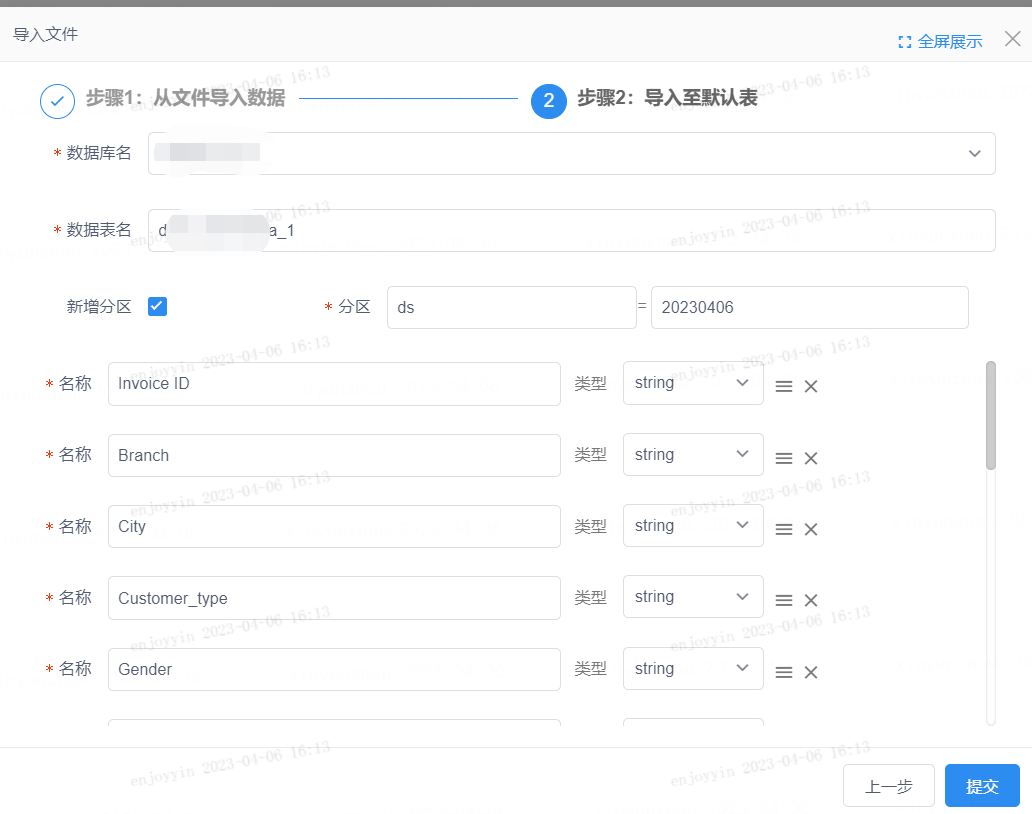 导入文件
全屏展示
步骤1：从文件导入数据
2 步骤2：导入至默认表
* 数据库名
* 数据表名 d a_1
新增分区 * 分区 ds = 20230406
* 名称 Invoice ID 类型 string
* 名称 Branch 类型 string
* 名称 City 类型 string
* 名称 Customer_type 类型 string
* 名称 Gender 类型 string
上一步 提交
enjoyyin 2023-04-06 16:13